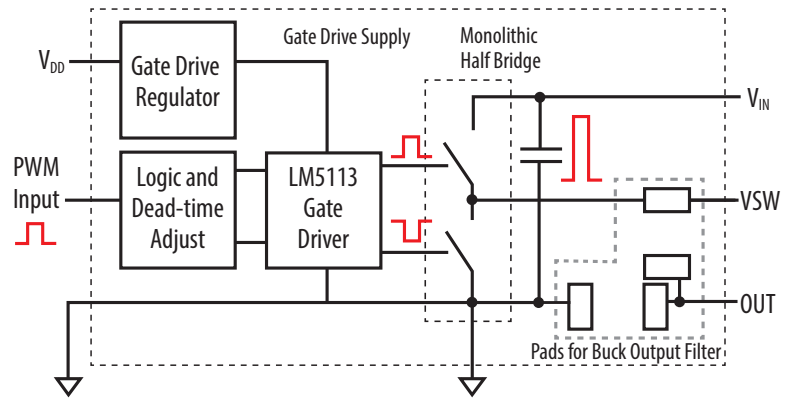 Gate Drive Supply
Monolithic
Half Bridge
VDD
Gate Drive
Regulator
VIN
PWM
Input
Logic and
Dead-time
Adjust
LM5113
Gate
Driver
VSW
OUT
Pads for Buck Output Filter